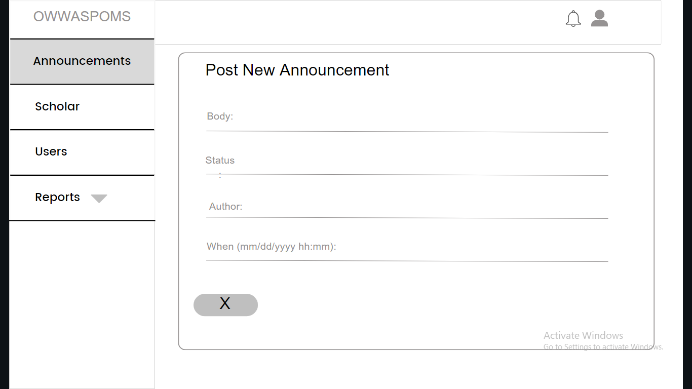 OWWASPOMS
Announcements
Scholar
Users
Reports
Post New Announcement
Body:
Status
:
Author:
When (mm/dd/yyyy hh:mm):
X
Activate Windows
Go to Settings to activate Windows.